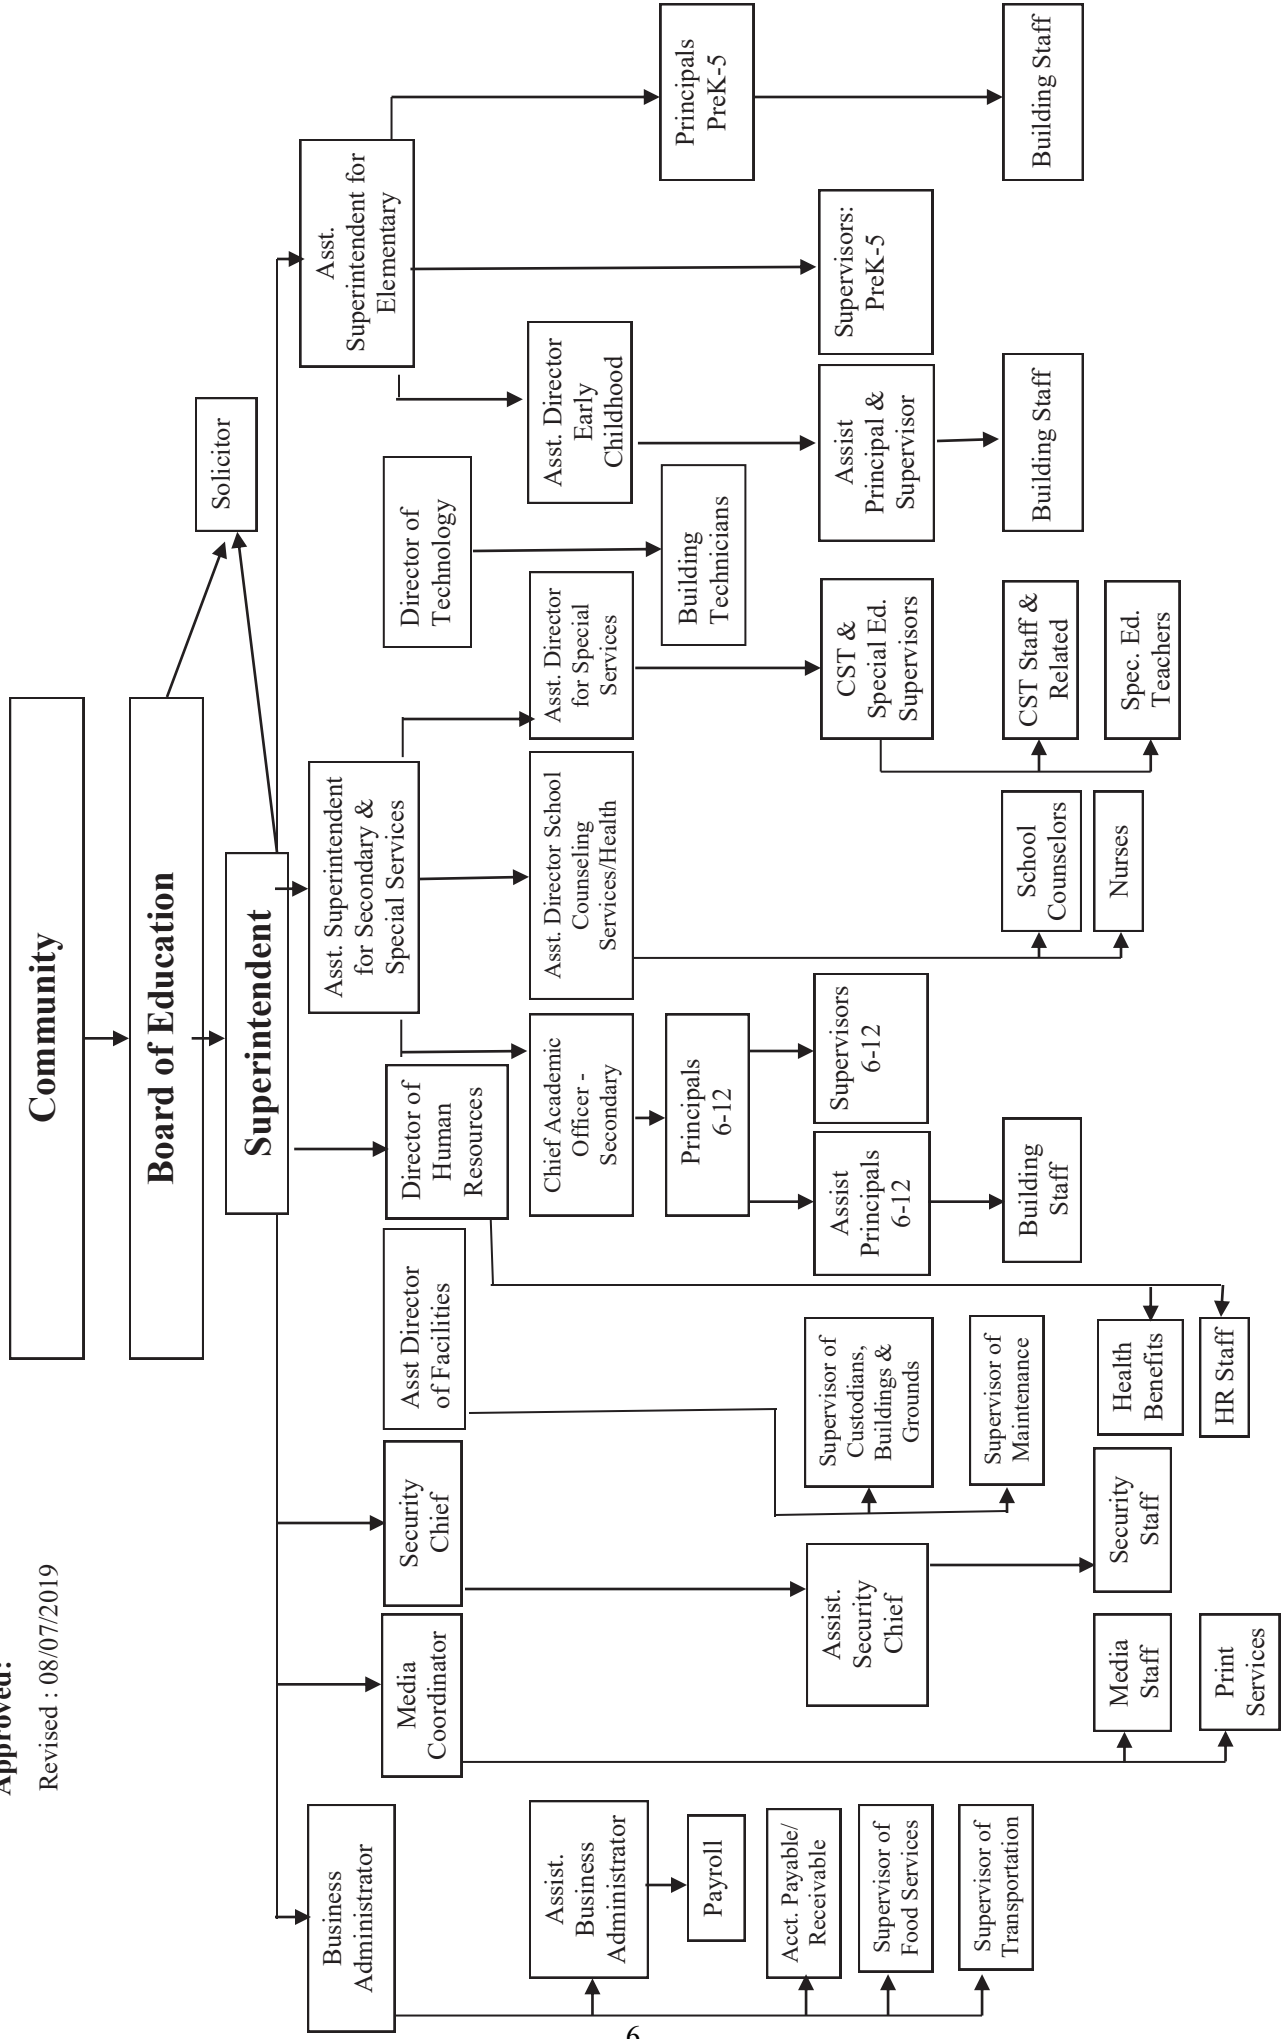 Approved:
Revised : 08/07/2019
Community
Board of Education
Superintendent
Solicitor
Business
Administrator
Media
Coordinator
Security
Chief
Asst Director
of Facilities
Director of
Human
Resources
Asst. Superintendent
for Secondary &
Special Services
Director of
Technology
Asst.
Superintendent for
Elementary
Assist.
Business
Administrator
Chief Academic
Officer -
Secondary
Asst. Director School
Counseling
Services/Health
Asst. Director
for Special
Services
Asst. Director
Early
Childhood
Payroll
Principals
6-12
Building
Technicians
Principals
PreK-5
Acct. Payable/
Receivable
Supervisor of
Food Services
Supervisor of
Transportation
Assist.
Security
Chief
Supervisor of
Custodians,
Buildings &
Grounds
Supervisor of
Maintenance
Assist
Principals
6-12
Supervisors
6-12
CST &
Special Ed.
Supervisors
Assist
Principal &
Supervisor
Supervisors:
PreK-5
Building
Staff
School
Counselors
Nurses
CST Staff &
Related
Spec. Ed.
Teachers
Building Staff
Building Staff
Media
Staff
Print
Services
Security
Staff
Health
Benefits
HR Staff
6